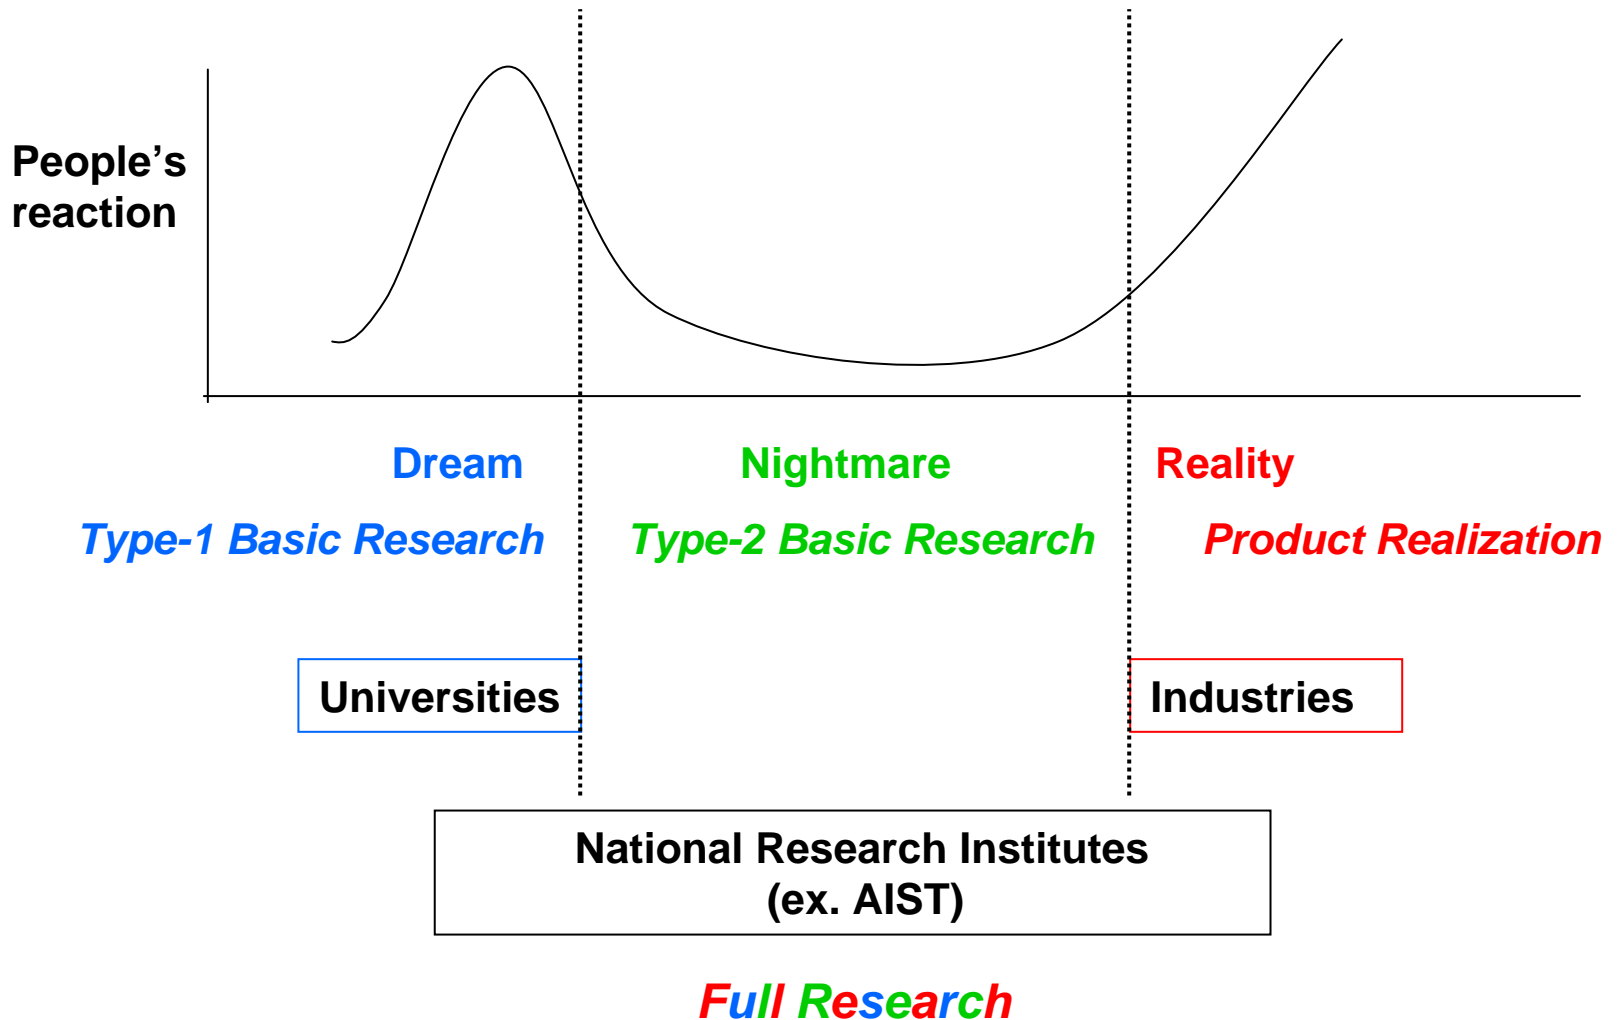 People’s
reaction
Dream
Nightmare
Reality
Type-1 Basic Research
Type-2 Basic Research
Product Realization
Universities
Industries
National Research Institutes
(ex. AIST)
Full Research